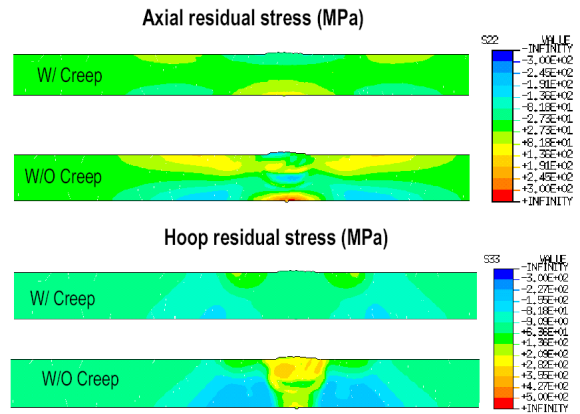 Axial residual stress (MPa)
W/ Creep
W/O Creep
S22 VALUE
-INFINITY
-3.00E+02
-2.45E+02
-1.91E+02
-1.36E+02
-8.18E+01
-2.73E+01
+2.73E+01
+8.18E+01
+1.36E+02
+1.91E+02
+2.45E+02
+3.00E+02
+INFINITY
Hoop residual stress (MPa)
W/ Creep
W/O Creep
S33 VALUE
-INFINITY
-3.00E+02
-2.27E+02
-1.55E+02
-8.18E+01
-9.09E+00
+6.36E+01
+1.36E+02
+2.09E+02
+2.82E+02
+3.55E+02
+4.27E+02
+5.00E+02
+INFINITY